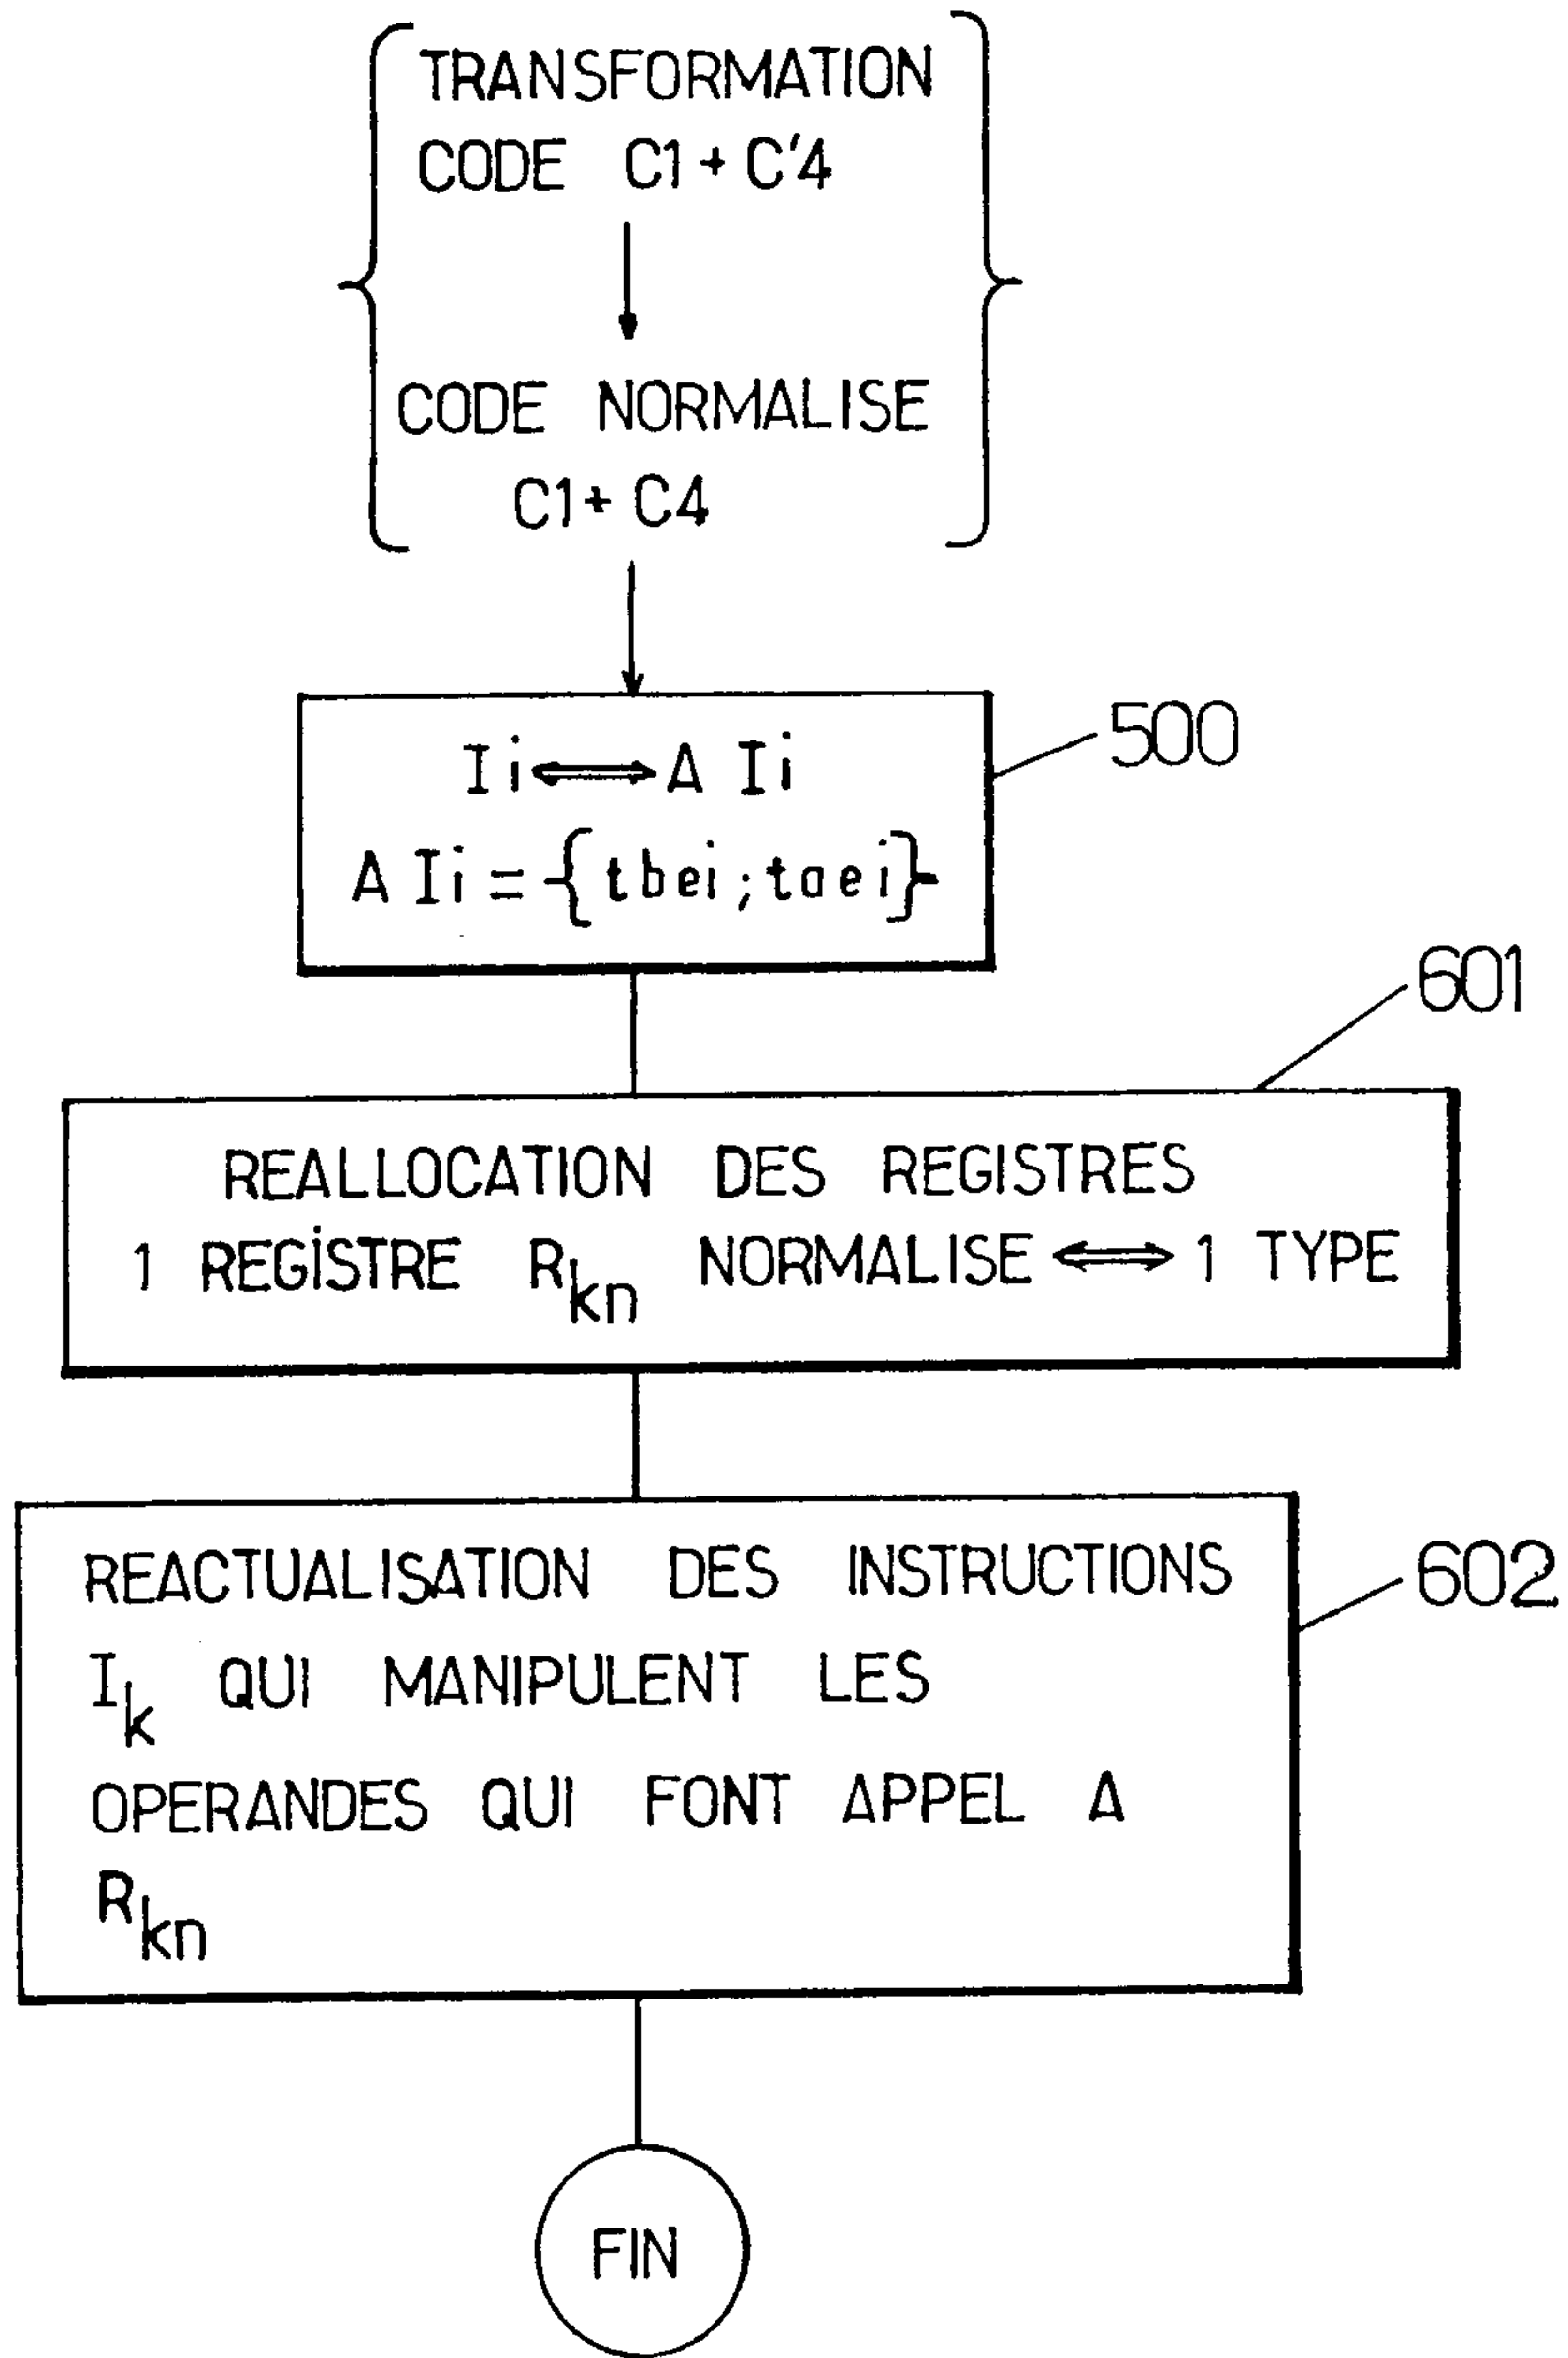 TRANSFORMATION
CODE C1 + C'4
CODE NORMALISE
C1 + C4
Ii ⟺ A Ii
A Ii = {tbei ; taei}
500
601
REALLOCATION DES REGISTRES
1 REGISTRE Rkn NORMALISE ⟺ 1 TYPE
REACTUALISATION DES INSTRUCTIONS
Ik QUI MANIPULENT LES
OPERANDES QUI FONT APPEL A
Rkn
602
FIN